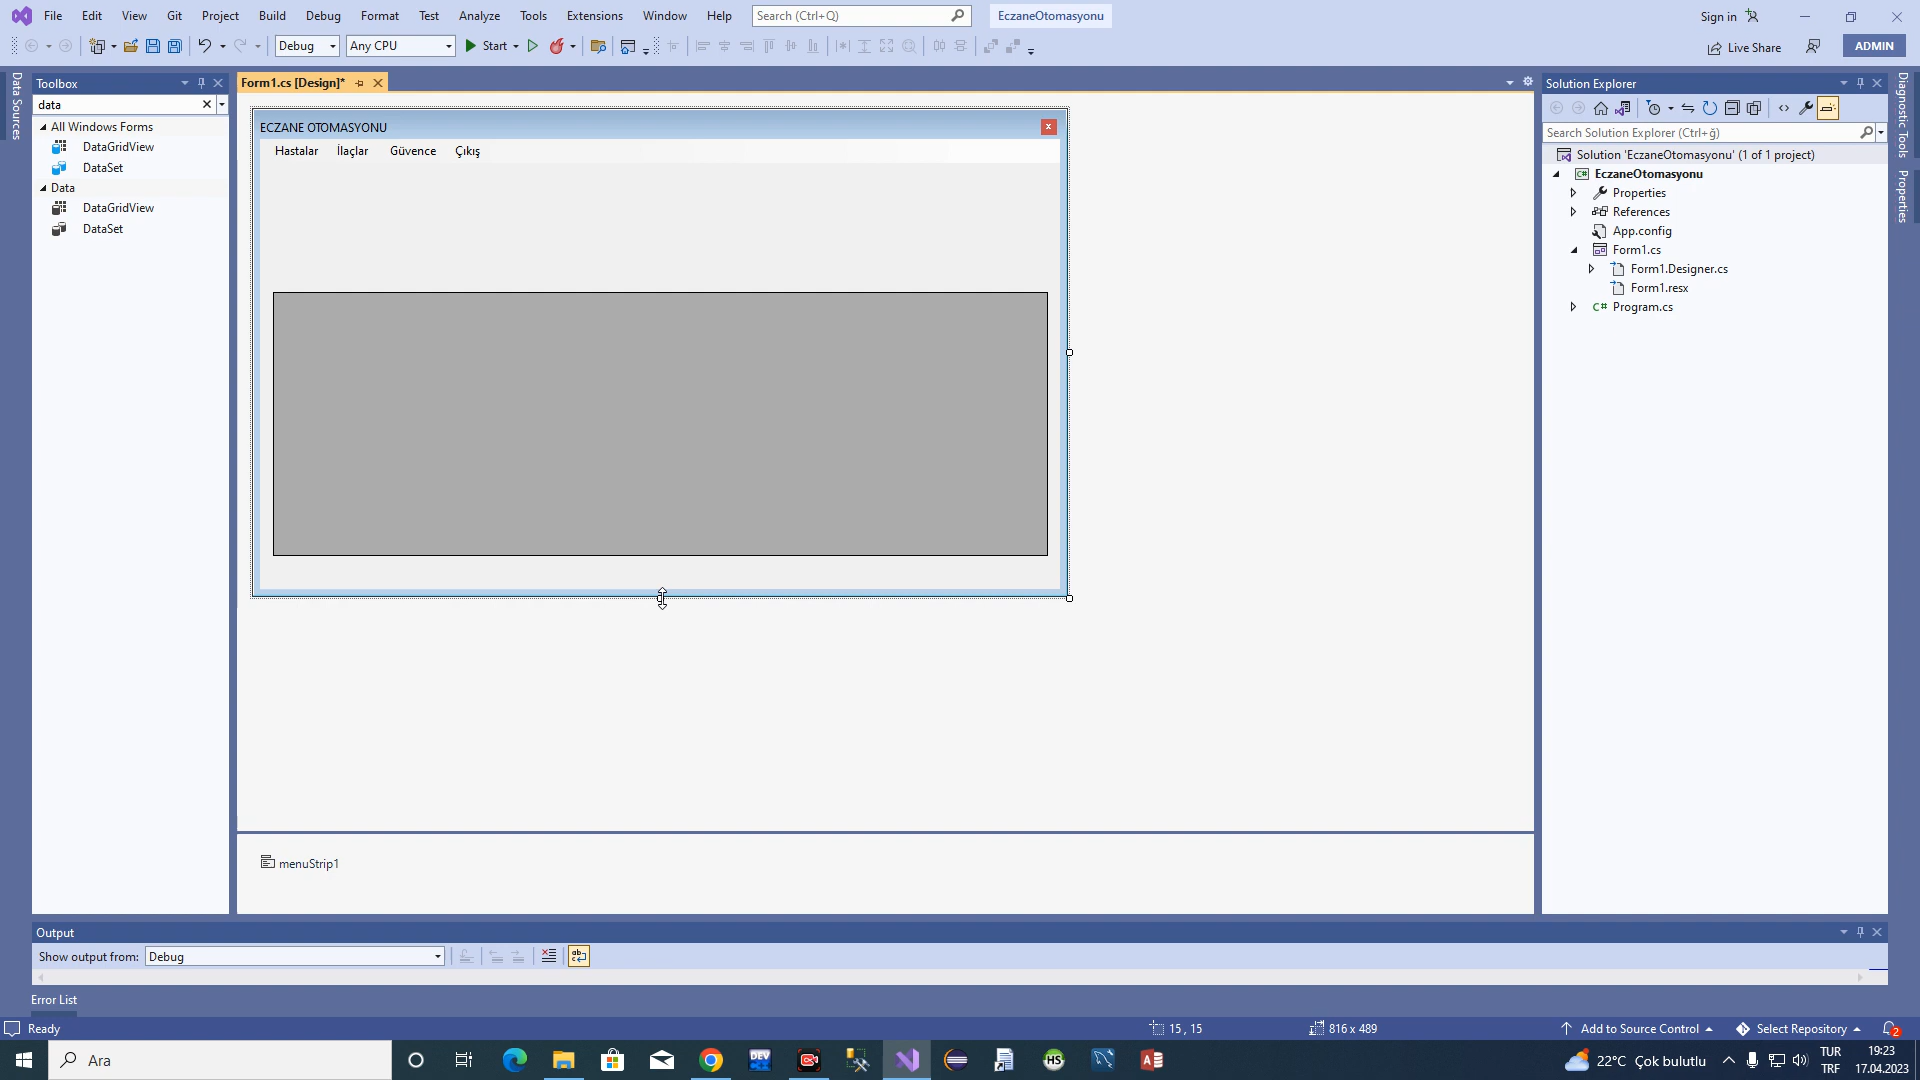 File Edit View Git Project Build Debug Format Test Analyze Tools Extensions Window Help Search (Ctrl+Q) EczaneOtomasyonu Sign in
Debug Any CPU Start Live Share ADMIN
Data Sources
Toolbox
data
All Windows Forms
DataGridView
DataSet
Data
DataGridView
DataSet
Form1.cs [Design]*
ECZANE OTOMASYONU
Hastalar İlaçlar Güvence Çıkış
menuStrip1
Solution Explorer
Search Solution Explorer (Ctrl+ğ)
Solution 'EczaneOtomasyonu' (1 of 1 project)
C# EczaneOtomasyonu
Properties
References
App.config
Form1.cs
Form1.Designer.cs
Form1.resx
C# Program.cs
Diagnostic Tools
Properties
Output
Show output from: Debug
Error List
Ready 15 , 15 816 x 489 Add to Source Control Select Repository 2
Ara DEV HS 22°C Çok bulutlu TUR 19:23
TRF 17.04.2023